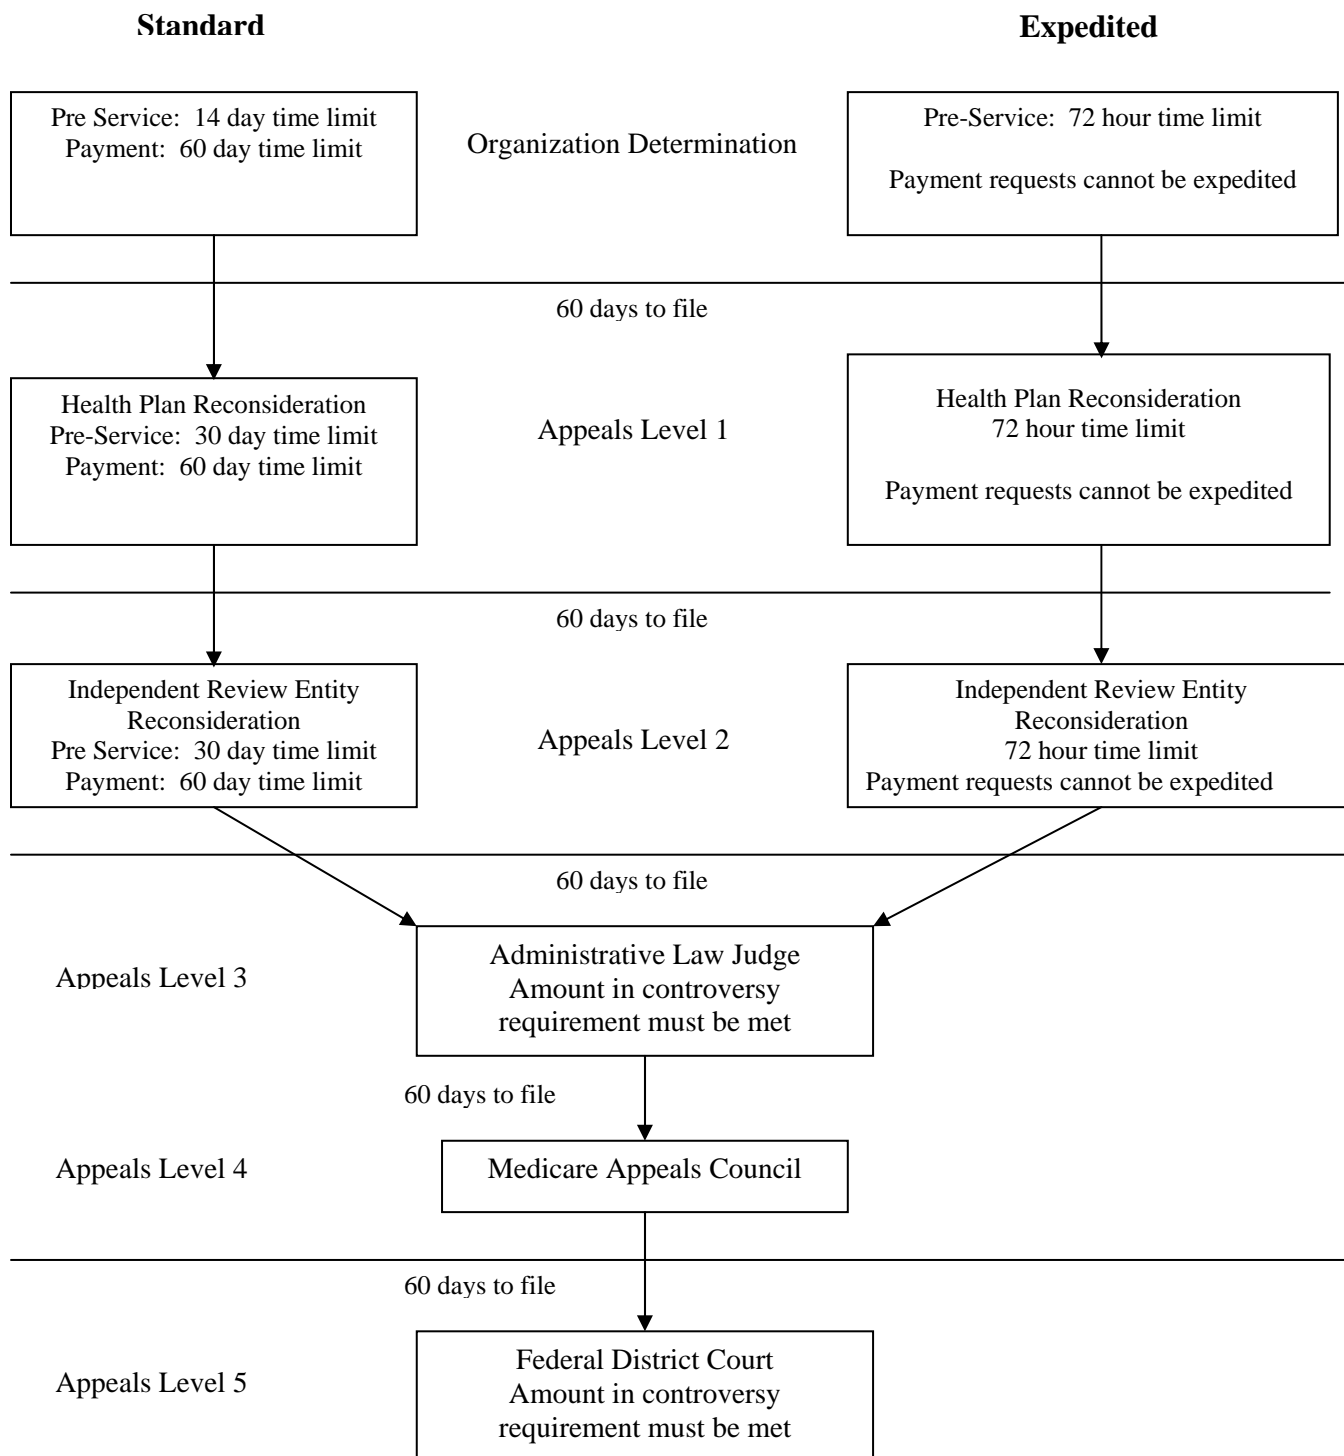 Standard
Expedited
Pre Service: 14 day time limit
Payment: 60 day time limit
Organization Determination
Pre-Service: 72 hour time limit
Payment requests cannot be expedited
60 days to file
Health Plan Reconsideration
Pre-Service: 30 day time limit
Payment: 60 day time limit
Appeals Level 1
Health Plan Reconsideration
72 hour time limit
Payment requests cannot be expedited
60 days to file
Independent Review Entity
Reconsideration
Pre Service: 30 day time limit
Payment: 60 day time limit
Appeals Level 2
Independent Review Entity
Reconsideration
72 hour time limit
Payment requests cannot be expedited
60 days to file
Appeals Level 3
Administrative Law Judge
Amount in controversy
requirement must be met
60 days to file
Appeals Level 4
Medicare Appeals Council
60 days to file
Appeals Level 5
Federal District Court
Amount in controversy
requirement must be met